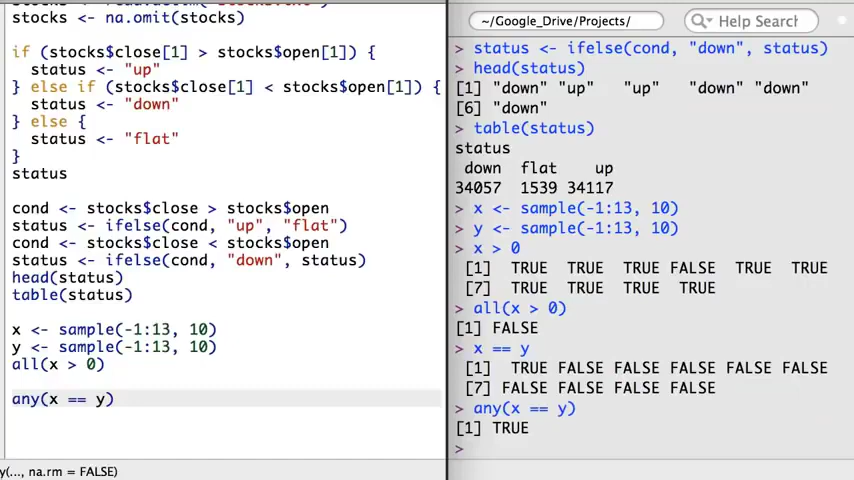 stocks <- na.omit(stocks)
if (stocks$close[1] > stocks$open[1]) {
status <- "up"
} else if (stocks$close[1] < stocks$open[1]) {
status <- "down"
} else {
status <- "flat"
}
status
cond <- stocks$close > stocks$open
status <- ifelse(cond, "up", "flat")
cond <- stocks$close < stocks$open
status <- ifelse(cond, "down", status)
head(status)
table(status)
x <- sample(-1:13, 10)
y <- sample(-1:13, 10)
all(x > 0)
any(x == y)
y(..., na.rm = FALSE)
~/Google_Drive/Projects/
Help Search
> status <- ifelse(cond, "down", status)
> head(status)
[1] "down" "up" "up" "down" "down"
[6] "down"
> table(status)
status
down flat up
34057 1539 34117
> x <- sample(-1:13, 10)
> y <- sample(-1:13, 10)
> x > 0
[1] TRUE TRUE TRUE FALSE TRUE TRUE
[7] TRUE TRUE TRUE TRUE
> all(x > 0)
[1] FALSE
> x == y
[1] TRUE FALSE FALSE FALSE FALSE FALSE
[7] FALSE FALSE FALSE FALSE
> any(x == y)
[1] TRUE
>